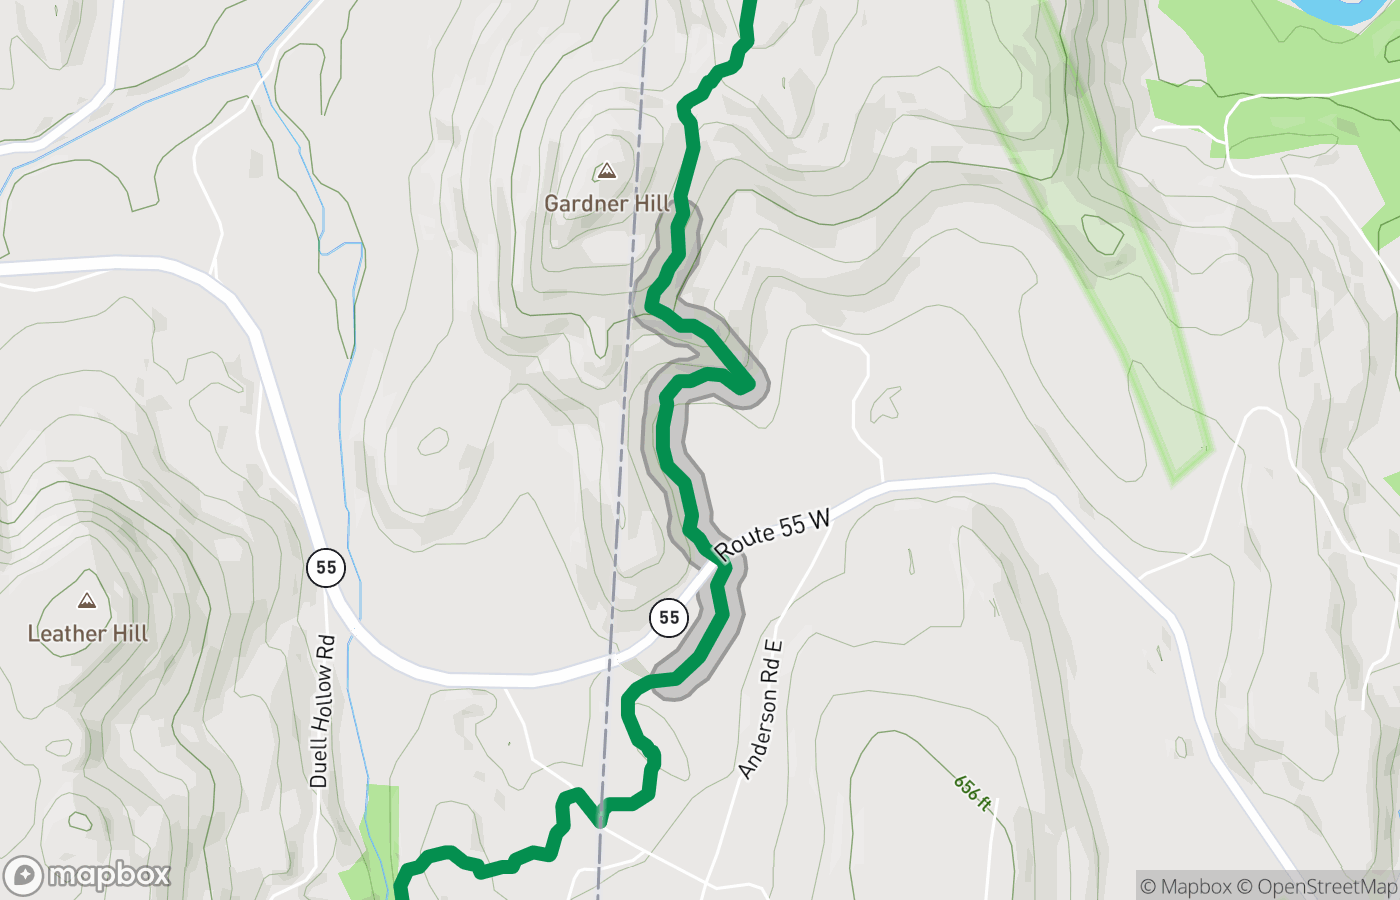 Gardner Hill
Route 55 W
55
55
Leather Hill
Duell Hollow Rd
Anderson Rd E
656 ft
mapbox
© Mapbox © OpenStreetMap